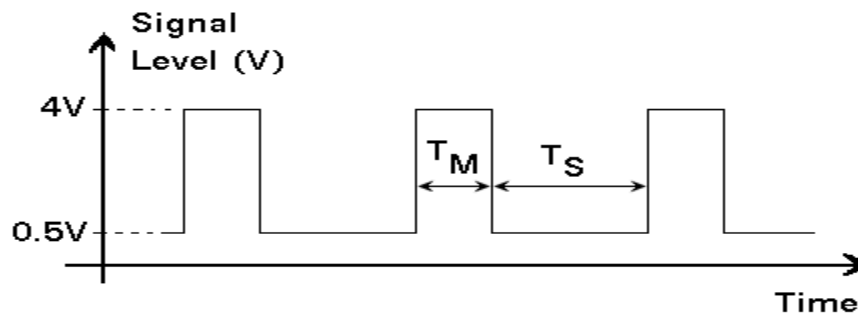 Signal
Level (V)
4V
T_M
T_S
0.5V
Time